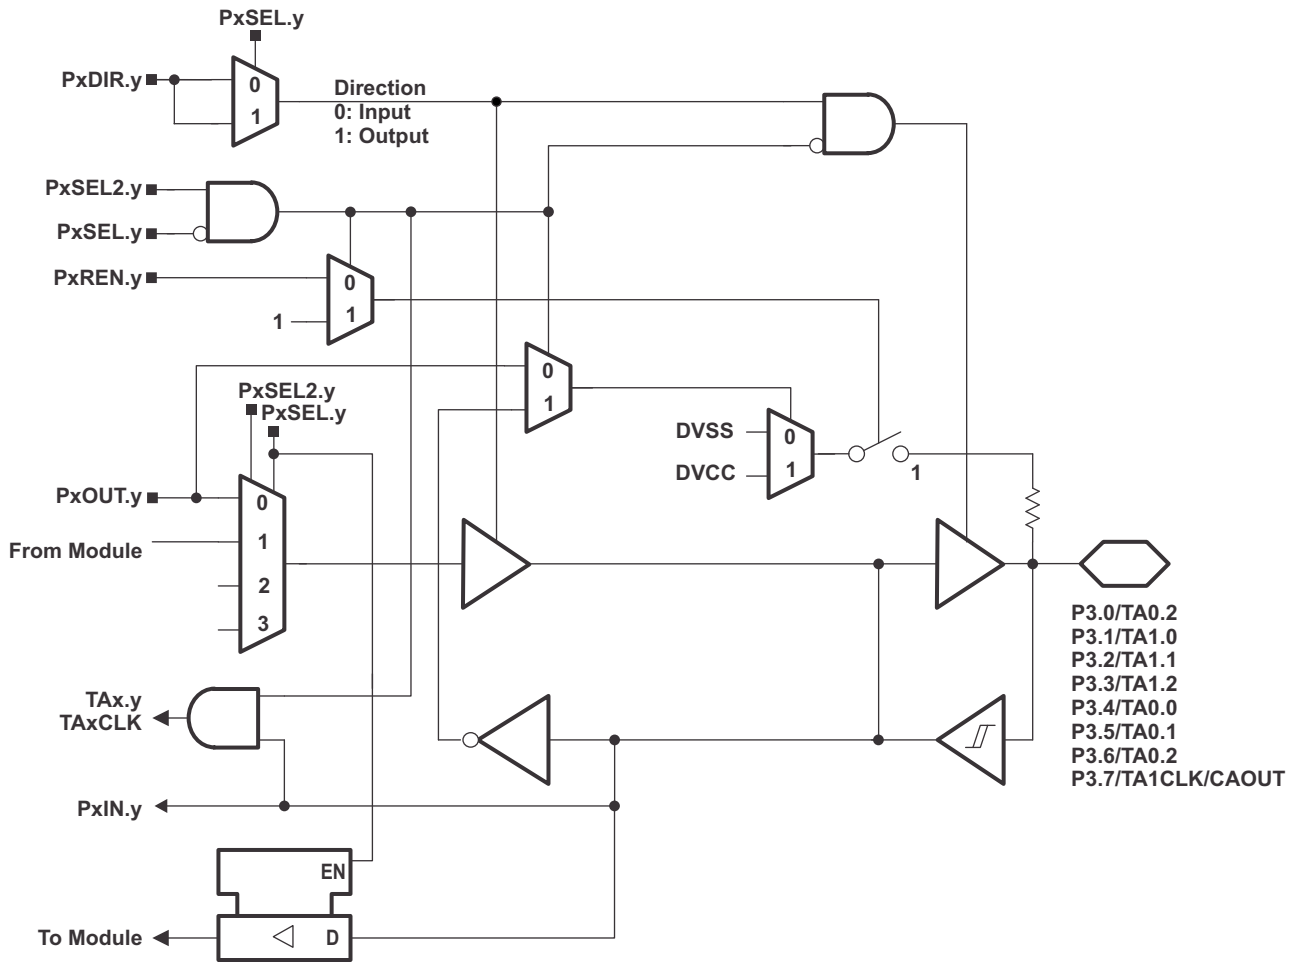 PxSEL.y
PxDIR.y
0
1
Direction
0: Input
1: Output
PxSEL2.y
PxSEL.y
PxREN.y
0
1
1
0
1
PxSEL2.y
PxSEL.y
DVSS
DVCC
0
1
1
PxOUT.y
From Module
0
1
2
3
P3.0/TA0.2
P3.1/TA1.0
P3.2/TA1.1
P3.3/TA1.2
P3.4/TA0.0
P3.5/TA0.1
P3.6/TA0.2
P3.7/TA1CLK/CAOUT
TAx.y
TAxCLK
PxIN.y
EN
D
To Module